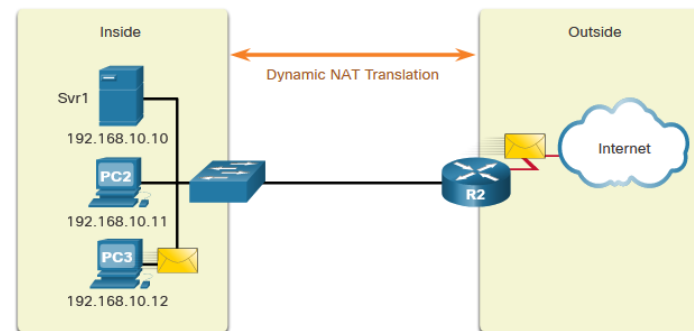 Inside
Outside
Dynamic NAT Translation
Svr1
192.168.10.10
Internet
PC2
R2
192.168.10.11
PC3
192.168.10.12